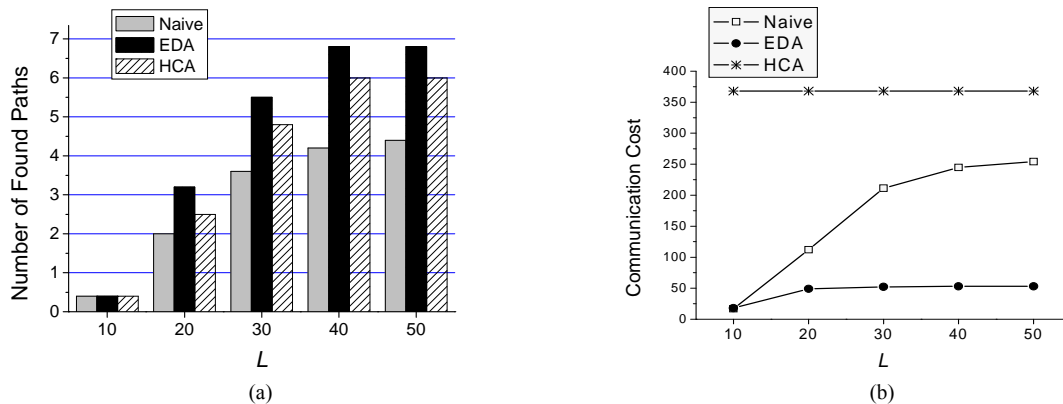 Naive
EDA
HCA
7
6
5
4
3
2
1
0
Number of Found Paths
10 20 30 40 50
L
(a)
Naive
EDA
HCA
400
350
300
250
200
150
100
50
0
Communication Cost
10 20 30 40 50
L
(b)